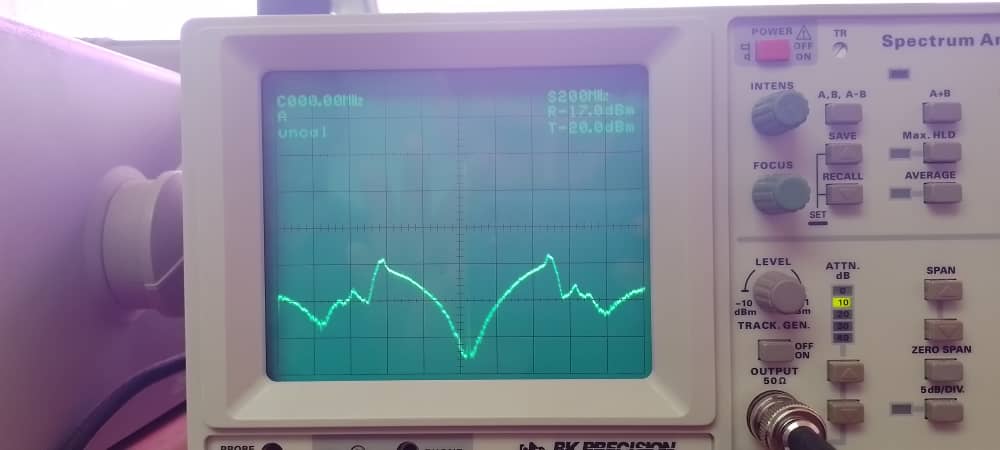 C000.00MHz
A
uncal
S200MHz
R-17.0dBm
T-20.0dBm
POWER
OFF
ON
TR
Spectrum An
INTENS
A,B, A-B
A+B
SAVE
Max. HLD
FOCUS
RECALL
AVERAGE
SET
LEVEL
ATTN.
dB
SPAN
0
10
20
30
40
-10
dBm
TRACK.GEN.
OFF
ON
ZERO SPAN
OUTPUT
50Ω
5dB/DIV.
PROBE
BK PRECISION